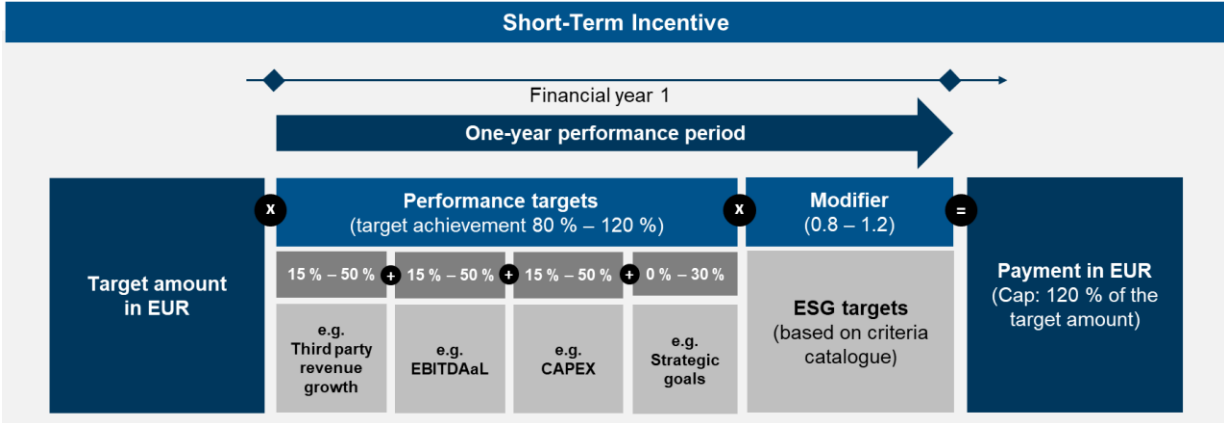 Short-Term Incentive
Financial year 1
One-year performance period
Target amount
in EUR
x
Performance targets
(target achievement 80 % – 120 %)
x
Modifier
(0.8 – 1.2)
=
Payment in EUR
(Cap: 120 % of the
target amount)
15 % – 50 %
+
15 % – 50 %
+
15 % – 50 %
+
0 % – 30 %
e.g.
Third party
revenue
growth
e.g.
EBITDAaL
e.g.
CAPEX
e.g.
Strategic
goals
ESG targets
(based on criteria
catalogue)